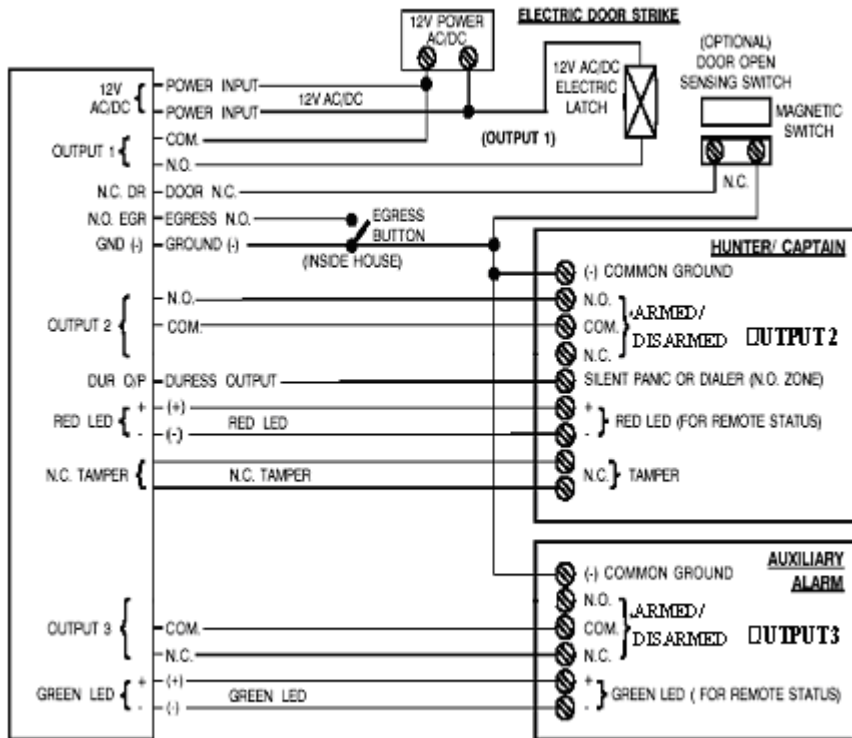 ELECTRIC DOOR STRIKE
12V POWER
AC/DC
(OPTIONAL)
DOOR OPEN
SENSING SWITCH
MAGNETIC
SWITCH
N.C.
12V AC/DC
ELECTRIC
LATCH
(OUTPUT 1)
12V
AC/DC
POWER INPUT
12V AC/DC
POWER INPUT
OUTPUT 1
COM.
N.O.
N.C. DR
DOOR N.C.
N.O. EGR
EGRESS N.O.
EGRESS
BUTTON
GND (-)
GROUND (-)
(INSIDE HOUSE)
HUNTER/ CAPTAIN
(-) COMMON GROUND
OUTPUT 2
N.O.
COM.
N.O.
COM.
N.C.
ARMED/
DISARMED
OUTPUT2
DUR O/P
DURESS OUTPUT
SILENT PANIC OR DIALER (N.O. ZONE)
RED LED
+
-
(+)
(-)
RED LED
+
-
RED LED (FOR REMOTE STATUS)
N.C. TAMPER
N.C. TAMPER
N.C.
TAMPER
AUXILIARY
ALARM
(-) COMMON GROUND
OUTPUT 3
COM.
N.C.
N.O.
COM.
N.C.
ARMED/
DISARMED
OUTPUT3
GREEN LED
+
-
(+)
(-)
GREEN LED
+
-
GREEN LED ( FOR REMOTE STATUS)